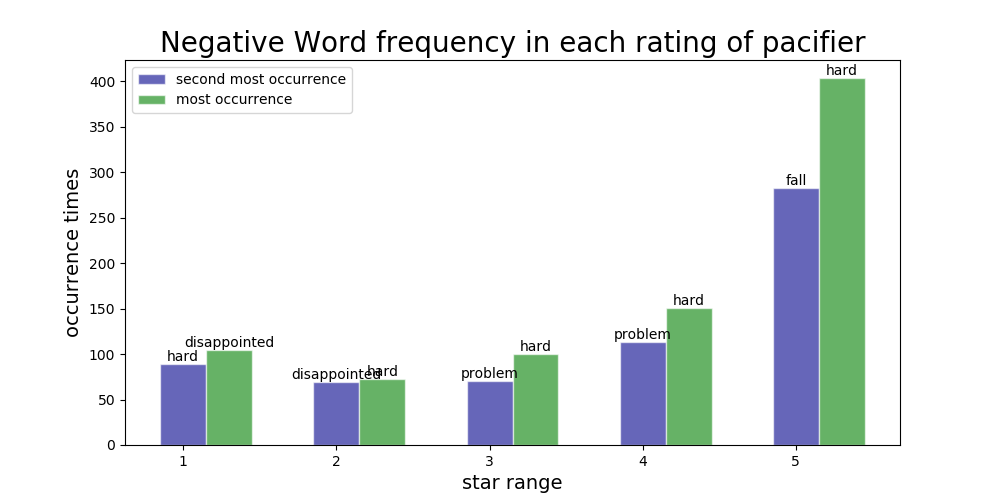 Negative Word frequency in each rating of pacifier
second most occurrence
most occurrence
occurrence times
400
350
300
250
200
150
100
50
0
hard
disappointed
disappointed
hard
problem
hard
problem
hard
fall
hard
1 2 3 4 5
star range